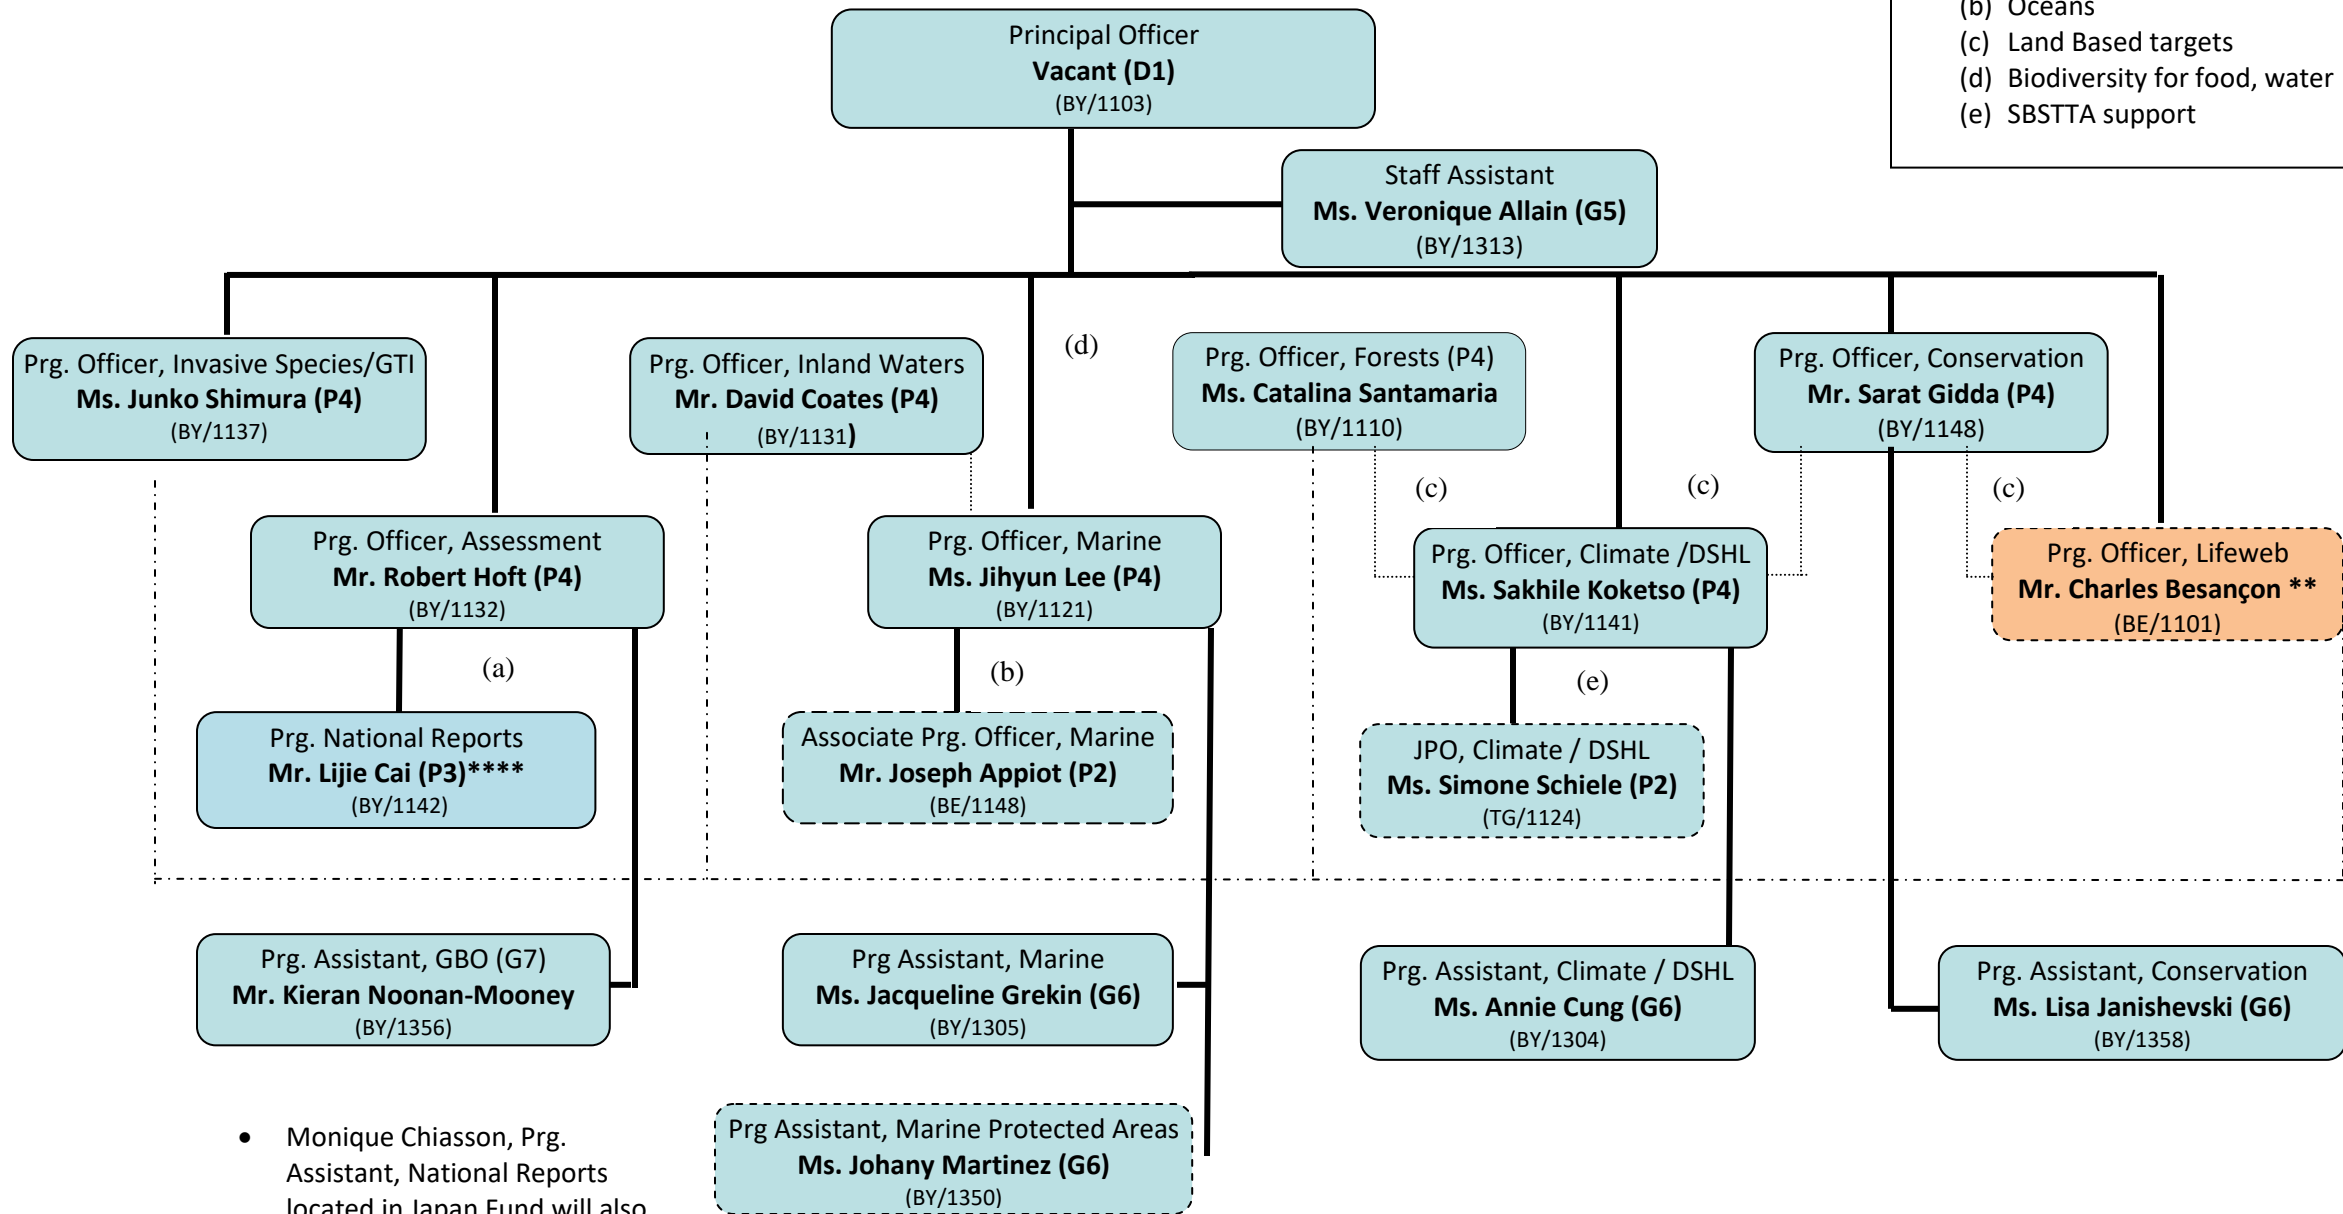 (b) Oceans
(c) Land Based targets
(d) Biodiversity for food, water
(e) SBSTTA support
Principal Officer
Vacant (D1)
(BY/1103)
Staff Assistant
Ms. Veronique Allain (G5)
(BY/1313)
Prg. Officer, Invasive Species/GTI
Ms. Junko Shimura (P4)
(BY/1137)
Prg. Officer, Inland Waters
Mr. David Coates (P4)
(BY/1131)
(d)
Prg. Officer, Forests (P4)
Ms. Catalina Santamaria
(BY/1110)
Prg. Officer, Conservation
Mr. Sarat Gidda (P4)
(BY/1148)
(c)
(c)
(c)
Prg. Officer, Assessment
Mr. Robert Hoft (P4)
(BY/1132)
Prg. Officer, Marine
Ms. Jihyun Lee (P4)
(BY/1121)
Prg. Officer, Climate /DSHL
Ms. Sakhile Koketso (P4)
(BY/1141)
Prg. Officer, Lifeweb
Mr. Charles Besançon **
(BE/1101)
(a)
(b)
(e)
Prg. National Reports
Mr. Lijie Cai (P3)****
(BY/1142)
Associate Prg. Officer, Marine
Mr. Joseph Appiot (P2)
(BE/1148)
JPO, Climate / DSHL
Ms. Simone Schiele (P2)
(TG/1124)
Prg. Assistant, GBO (G7)
Mr. Kieran Noonan-Mooney
(BY/1356)
Prg Assistant, Marine
Ms. Jacqueline Grekin (G6)
(BY/1305)
Prg. Assistant, Climate / DSHL
Ms. Annie Cung (G6)
(BY/1304)
Prg. Assistant, Conservation
Ms. Lisa Janishevski (G6)
(BY/1358)
Prg Assistant, Marine Protected Areas
Ms. Johany Martinez (G6)
(BY/1350)
• Monique Chiasson, Prg.
Assistant, National Reports
located in Japan Fund will also